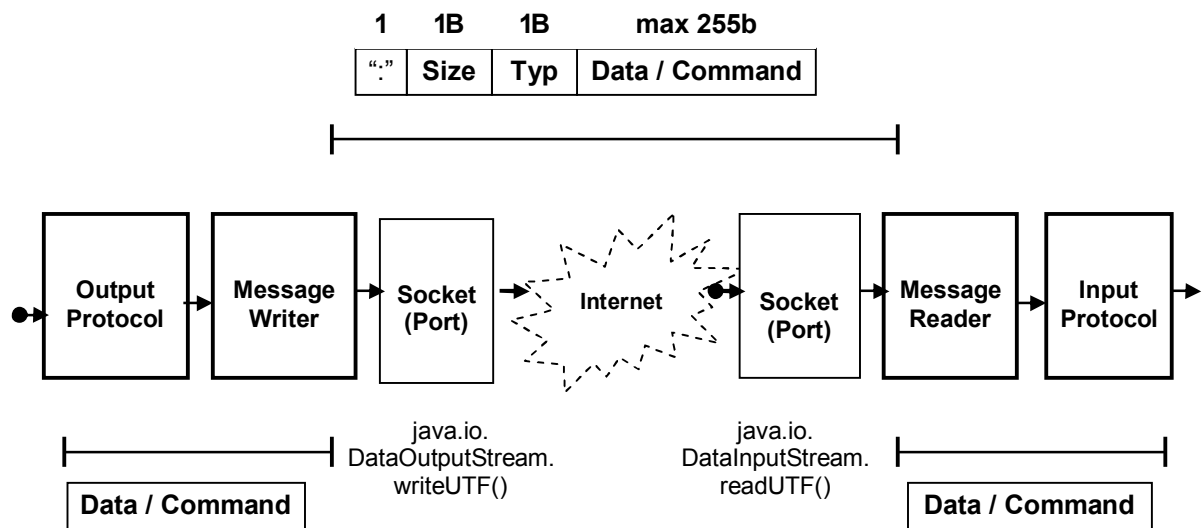 1 1B 1B max 255b
“:” Size Typ Data / Command
Output
Protocol
Message
Writer
Socket
(Port)
Internet
Socket
(Port)
Message
Reader
Input
Protocol
java.io.
DataOutputStream.
writeUTF()
java.io.
DataInputStream.
readUTF()
Data / Command
Data / Command